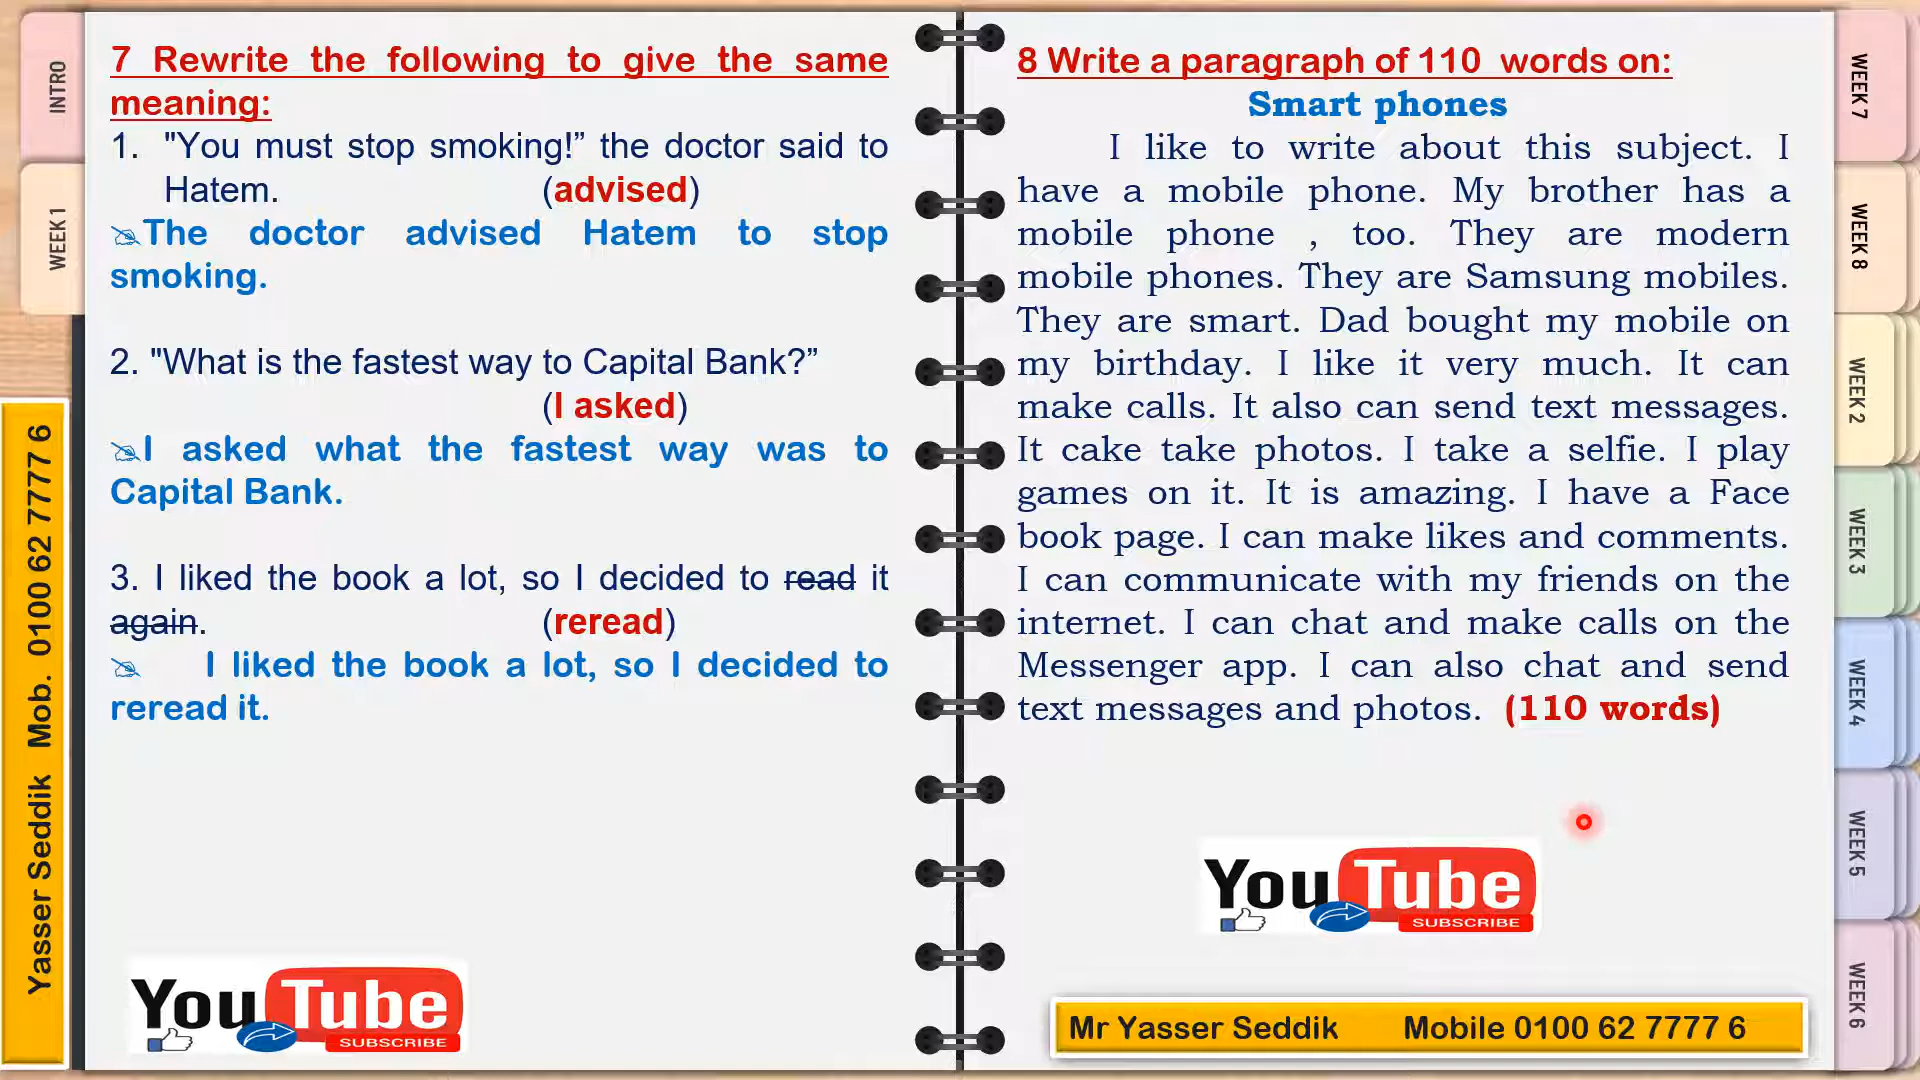 INTRO
WEEK 1
Yasser Seddik Mob. 0100 62 7777 6
7 Rewrite the following to give the same
meaning:
1. "You must stop smoking!” the doctor said to
Hatem. (advised)
The doctor advised Hatem to stop
smoking.
2. "What is the fastest way to Capital Bank?”
(I asked)
I asked what the fastest way was to
Capital Bank.
3. I liked the book a lot, so I decided to read it
again. (reread)
I liked the book a lot, so I decided to
reread it.
YouTube
SUBSCRIBE
8 Write a paragraph of 110 words on:
Smart phones
I like to write about this subject. I
have a mobile phone. My brother has a
mobile phone , too. They are modern
mobile phones. They are Samsung mobiles.
They are smart. Dad bought my mobile on
my birthday. I like it very much. It can
make calls. It also can send text messages.
It cake take photos. I take a selfie. I play
games on it. It is amazing. I have a Face
book page. I can make likes and comments.
I can communicate with my friends on the
internet. I can chat and make calls on the
Messenger app. I can also chat and send
text messages and photos. (110 words)
YouTube
SUBSCRIBE
Mr Yasser Seddik Mobile 0100 62 7777 6
WEEK 7
WEEK 8
WEEK 2
WEEK 3
WEEK 4
WEEK 5
WEEK 6